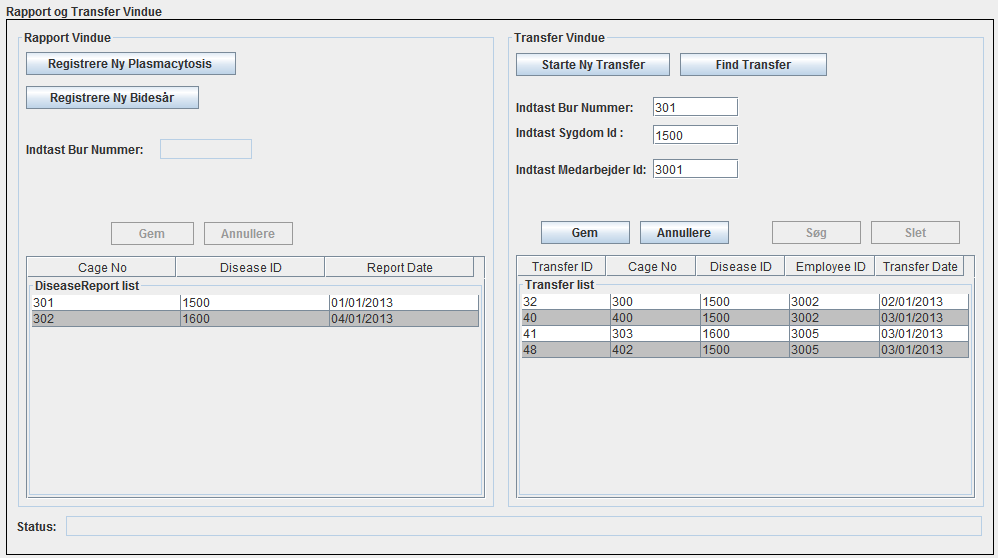 Rapport og Transfer Vindue
Rapport Vindue
Registrere Ny Plasmacytosis
Registrere Ny Bidesår
Indtast Bur Nummer:
Gem Annullere
Cage No Disease ID Report Date
DiseaseReport list
301 1500 01/01/2013
302 1600 04/01/2013
Transfer Vindue
Starte Ny Transfer Find Transfer
Indtast Bur Nummer: 301
Indtast Sygdom Id : 1500
Indtast Medarbejder Id: 3001
Gem Annullere Søg Slet
Transfer ID Cage No Disease ID Employee ID Transfer Date
Transfer list
32 300 1500 3002 02/01/2013
40 400 1500 3002 03/01/2013
41 303 1600 3005 03/01/2013
48 402 1500 3005 03/01/2013
Status: